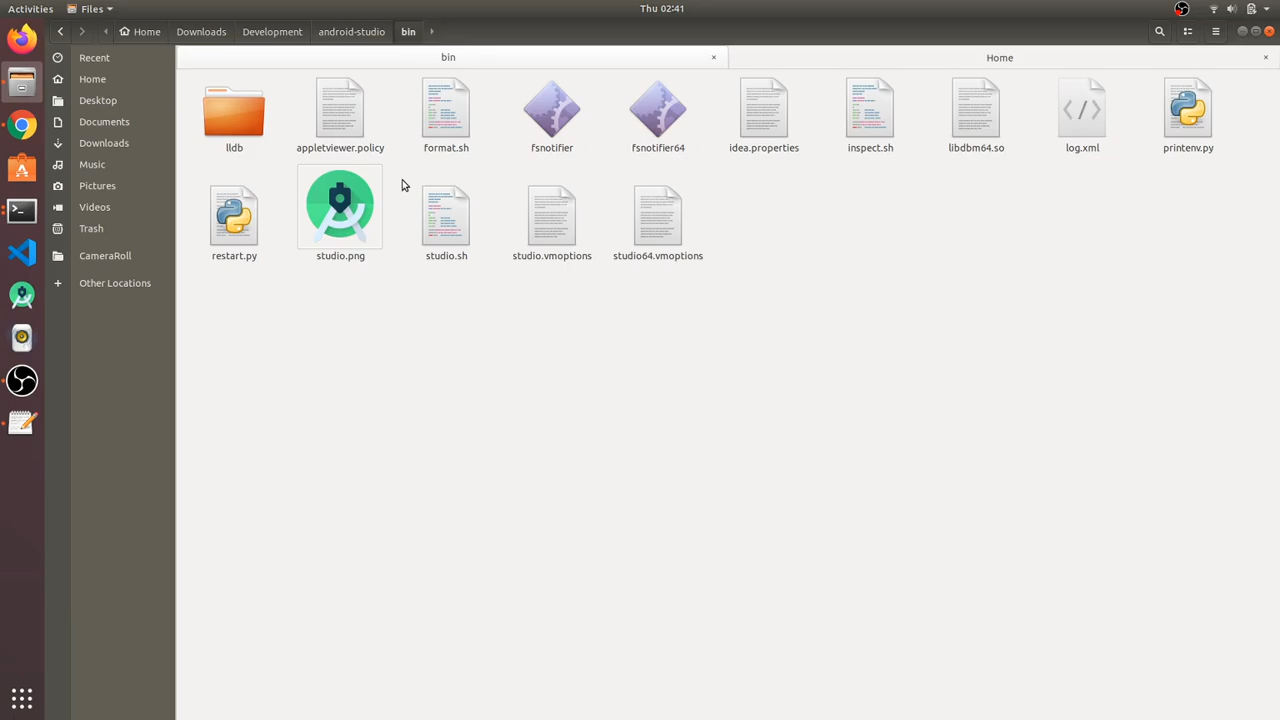 Activities Files Thu 02:41
Home Downloads Development android-studio bin
bin Home
Recent
Home
Desktop
Documents
Downloads
Music
Pictures
Videos
Trash
CameraRoll
Other Locations
lldb appletviewer.policy format.sh fsnotifier fsnotifier64 idea.properties inspect.sh libdbm64.so log.xml printenv.py
restart.py studio.png studio.sh studio.vmoptions studio64.vmoptions